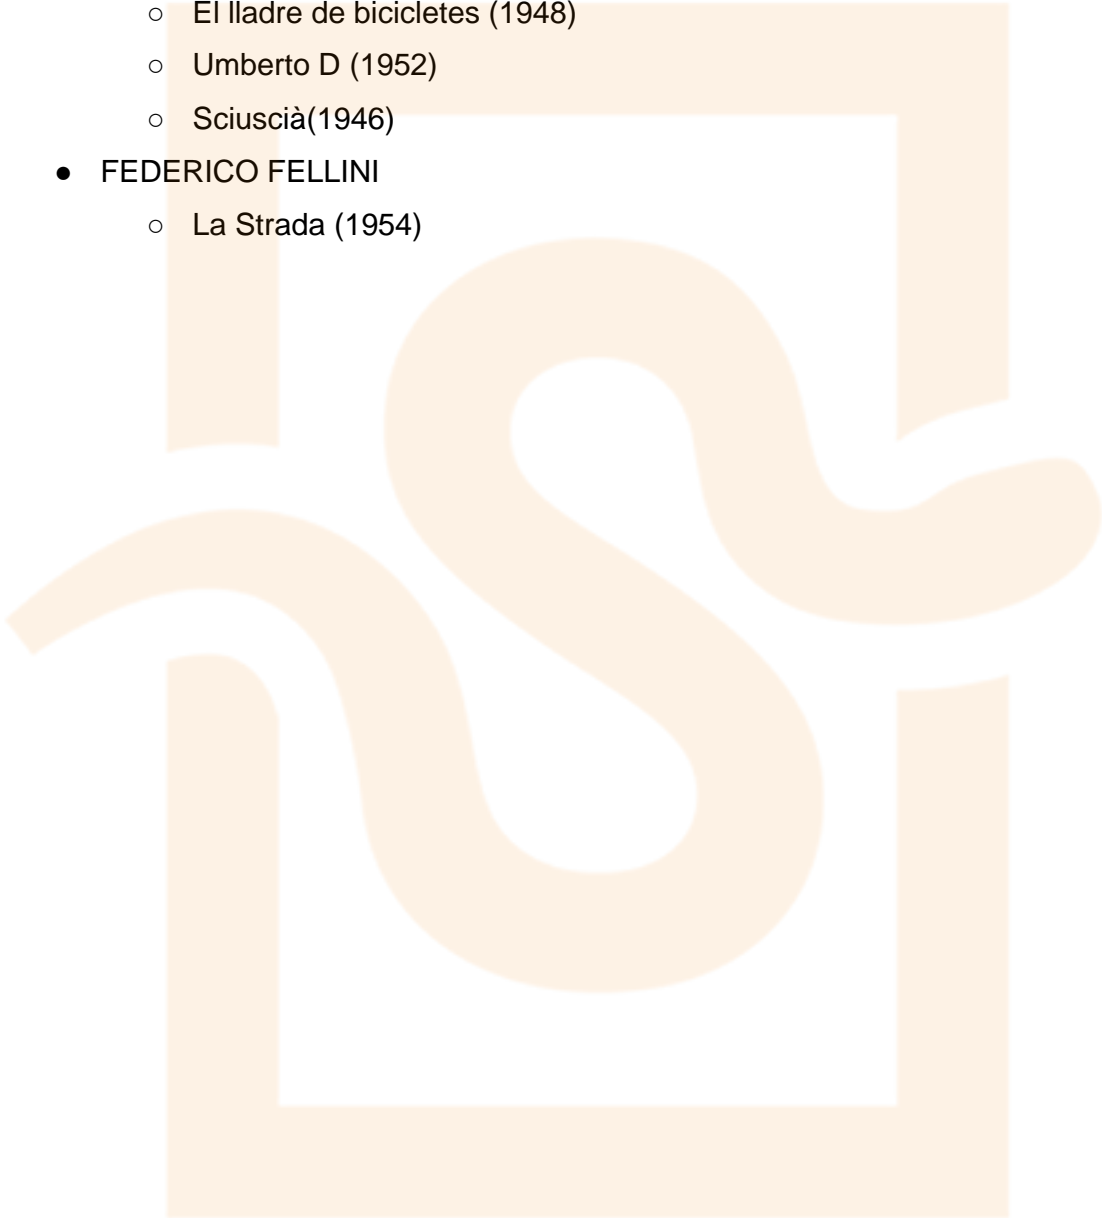 ○ El lladre de bicicletes (1948)
○ Umberto D (1952)
○ Sciuscià(1946)
● FEDERICO FELLINI
○ La Strada (1954)